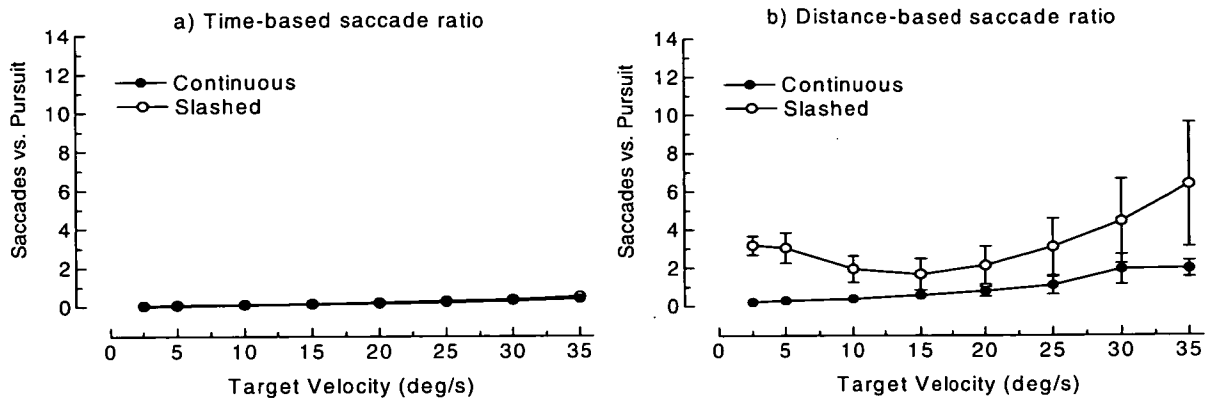 a) Time-based saccade ratio
14
12
10
8
6
4
2
0
Saccades vs. Pursuit
Continuous
Slashed
0 5 10 15 20 25 30 35
Target Velocity (deg/s)
b) Distance-based saccade ratio
14
12
10
8
6
4
2
0
Saccades vs. Pursuit
Continuous
Slashed
0 5 10 15 20 25 30 35
Target Velocity (deg/s)